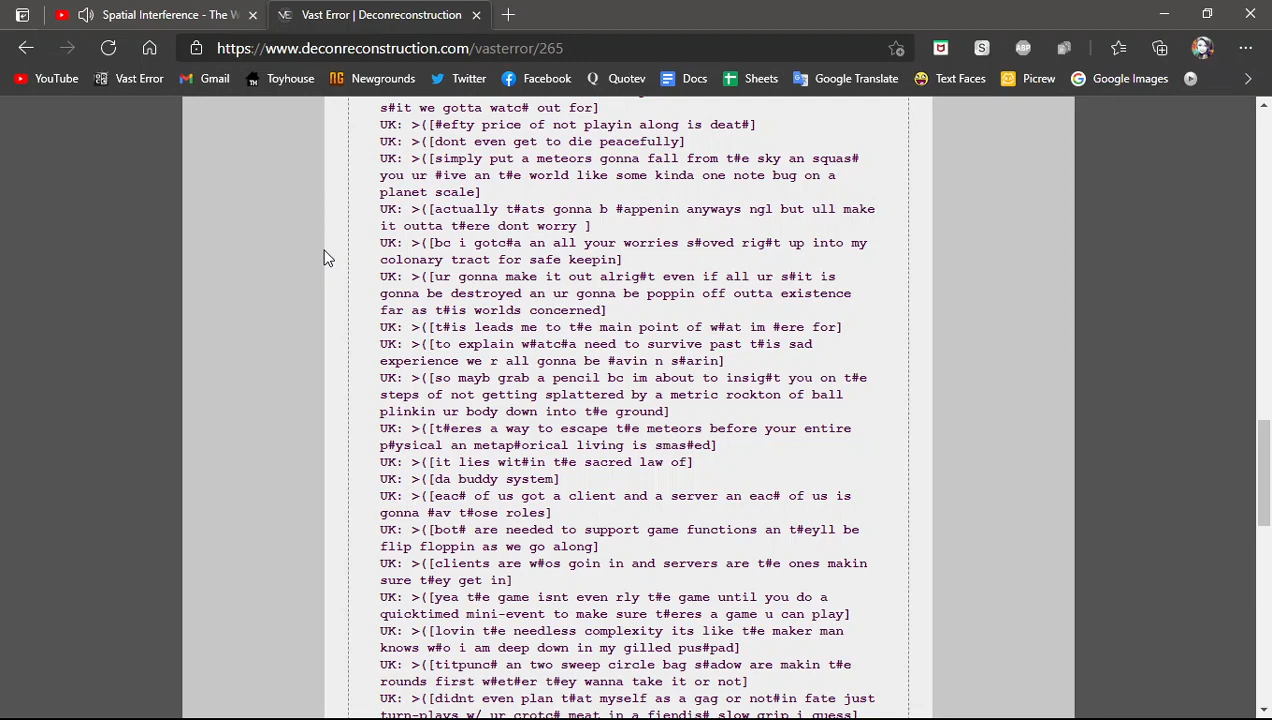 Spatial Interference - The W
Vast Error | Deconreconstruction
https://www.deconreconstruction.com/vasterror/265
ABP
YouTube
Vast Error
Gmail
Toyhouse
Newgrounds
Twitter
Facebook
Quotev
Docs
Sheets
Google Translate
Text Faces
Picrew
Google Images
s#it we gotta watc# out for]
UK: >([#efty price of not playin along is deat#]
UK: >([dont even get to die peacefully]
UK: >([simply put a meteors gonna fall from t#e sky an squas#
you ur #ive an t#e world like some kinda one note bug on a
planet scale]
UK: >([actually t#ats gonna b #appenin anyways ngl but ull make
it outta t#ere dont worry ]
UK: >([bc i gotc#a an all your worries s#oved rig#t up into my
colonary tract for safe keepin]
UK: >([ur gonna make it out alrig#t even if all ur s#it is
gonna be destroyed an ur gonna be poppin off outta existence
far as t#is worlds concerned]
UK: >([t#is leads me to t#e main point of w#at im #ere for]
UK: >([to explain w#atc#a need to survive past t#is sad
experience we r all gonna be #avin n s#arin]
UK: >([so mayb grab a pencil bc im about to insig#t you on t#e
steps of not getting splattered by a metric rockton of ball
plinkin ur body down into t#e ground]
UK: >([t#eres a way to escape t#e meteors before your entire
p#ysical an metap#orical living is smas#ed]
UK: >([it lies wit#in t#e sacred law of]
UK: >([da buddy system]
UK: >([eac# of us got a client and a server an eac# of us is
gonna #av t#ose roles]
UK: >([bot# are needed to support game functions an t#eyll be
flip floppin as we go along]
UK: >([clients are w#os goin in and servers are t#e ones makin
sure t#ey get in]
UK: >([yea t#e game isnt even rly t#e game until you do a
quicktimed mini-event to make sure t#eres a game u can play]
UK: >([lovin t#e needless complexity its like t#e maker man
knows w#o i am deep down in my gilled pus#pad]
UK: >([titpunc# an two sweep circle bag s#adow are makin t#e
rounds first w#et#er t#ey wanna take it or not]
UK: >([didnt even plan t#at myself as a gag or not#in fate just
turn-plays w/ ur crotc# meat in a fiendis# slow grip i guess]